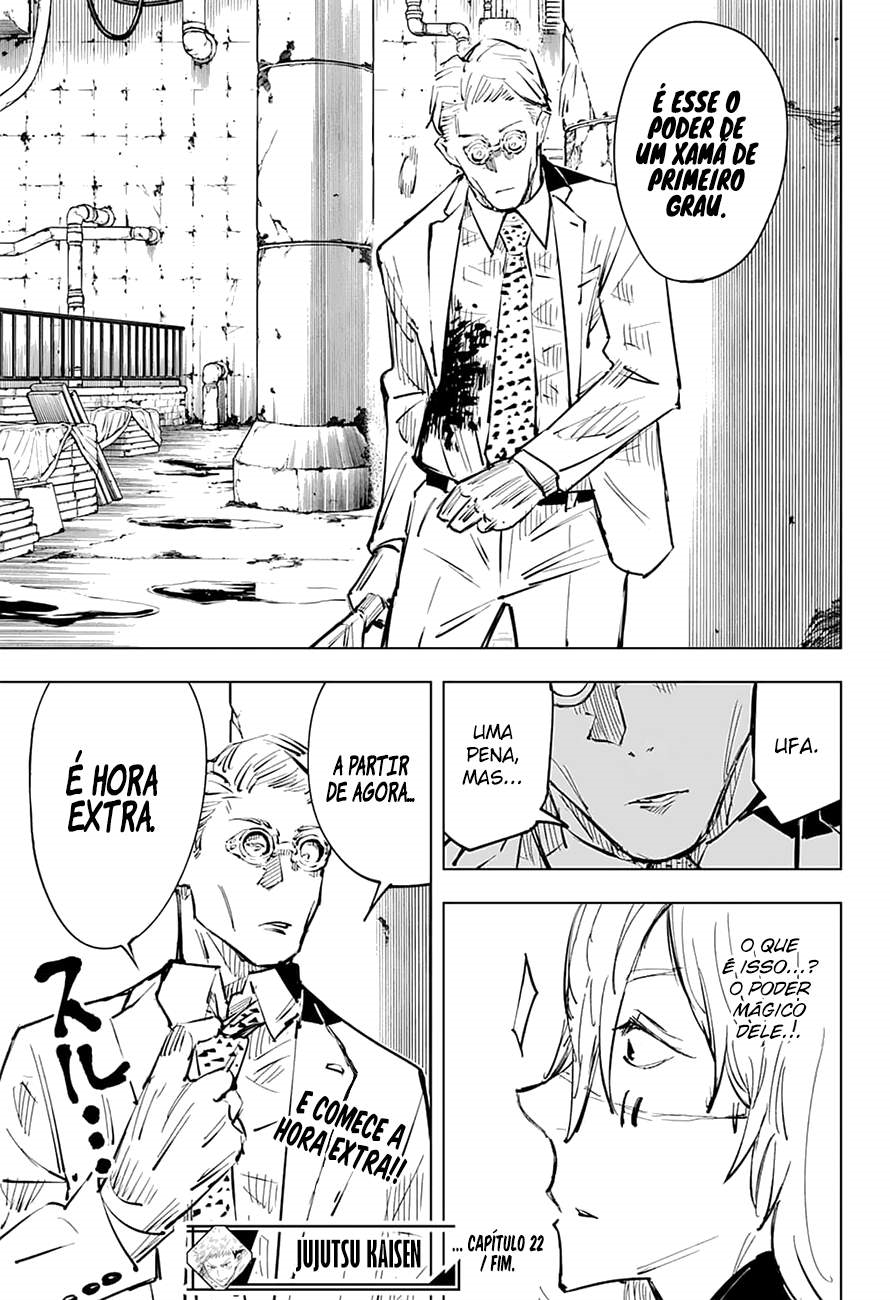 É ESSE O
PODER DE
UM XAMÃ DE
PRIMEIRO
GRAU.
UFA.
UMA
PENA,
MAS...
O QUE
É ISSO...?
O PODER
MÁGICO
DELE.!.
A PARTIR
DE AGORA...
É HORA
EXTRA.
スル...
E COMECE A
HORA EXTRA!!
JUJUTSU KAISEN
... CAPÍTULO 22
/ FIM.